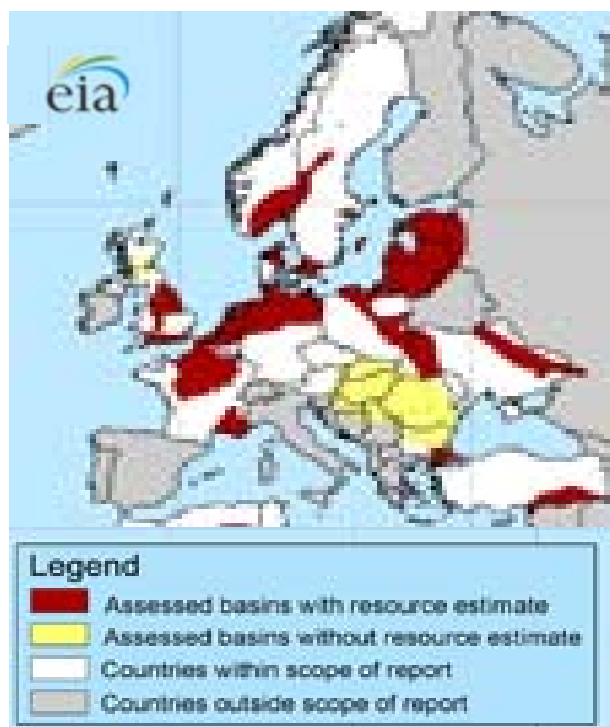 eia
Legend
Assessed basins with resource estimate
Assessed basins without resource estimate
Countries within scope of report
Countries outside scope of report